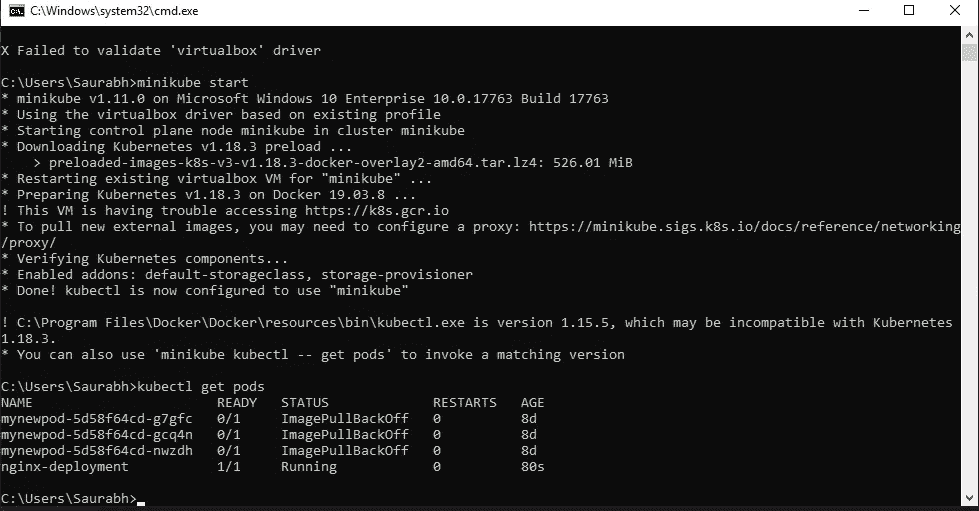 C:\Windows\system32\cmd.exe
X Failed to validate 'virtualbox' driver
C:\Users\Saurabh>minikube start
* minikube v1.11.0 on Microsoft Windows 10 Enterprise 10.0.17763 Build 17763
* Using the virtualbox driver based on existing profile
* Starting control plane node minikube in cluster minikube
* Downloading Kubernetes v1.18.3 preload ...
    > preloaded-images-k8s-v3-v1.18.3-docker-overlay2-amd64.tar.lz4: 526.01 MiB
* Restarting existing virtualbox VM for "minikube" ...
* Preparing Kubernetes v1.18.3 on Docker 19.03.8 ...
! This VM is having trouble accessing https://k8s.gcr.io
* To pull new external images, you may need to configure a proxy: https://minikube.sigs.k8s.io/docs/reference/networking
/proxy/
* Verifying Kubernetes components...
* Enabled addons: default-storageclass, storage-provisioner
* Done! kubectl is now configured to use "minikube"
! C:\Program Files\Docker\Docker\resources\bin\kubectl.exe is version 1.15.5, which may be incompatible with Kubernetes
1.18.3.
* You can also use 'minikube kubectl -- get pods' to invoke a matching version
C:\Users\Saurabh>kubectl get pods
NAME                       READY   STATUS             RESTARTS   AGE
mynewpod-5d58f64cd-g7gfc   0/1     ImagePullBackOff   0          8d
mynewpod-5d58f64cd-gcq4n   0/1     ImagePullBackOff   0          8d
mynewpod-5d58f64cd-nwzdh   0/1     ImagePullBackOff   0          8d
nginx-deployment           1/1     Running            0          80s
C:\Users\Saurabh>